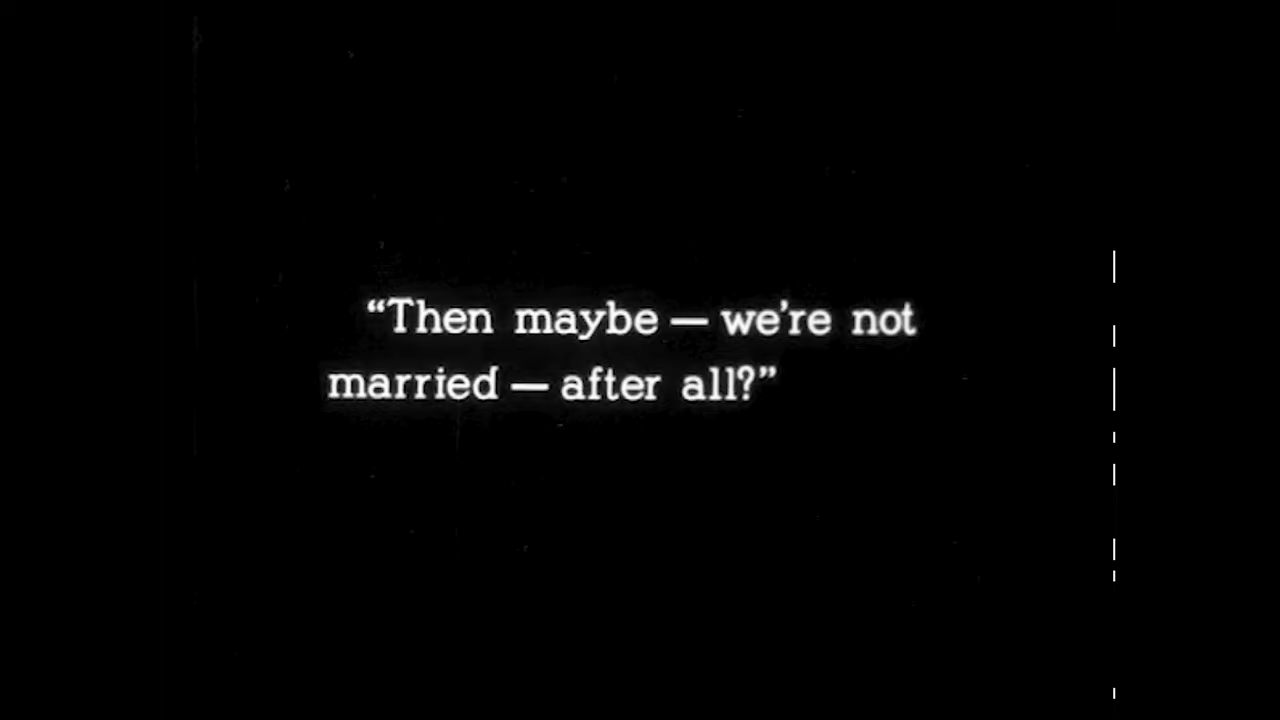 “Then maybe — we’re not
married — after all?”